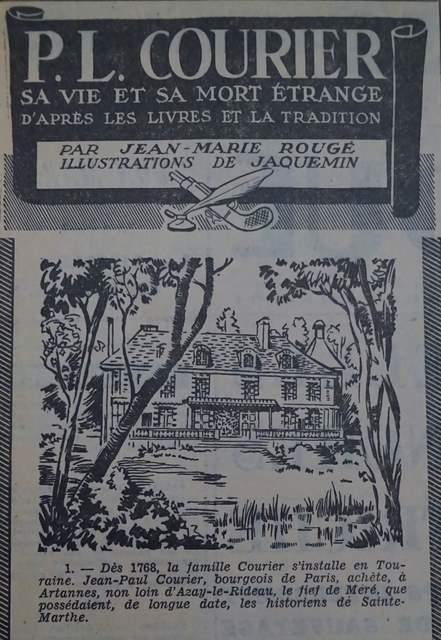 P. L. COURIER
SA VIE ET SA MORT ÉTRANGE
D'APRÈS LES LIVRES ET LA TRADITION
PAR JEAN-MARIE ROUGÉ
ILLUSTRATIONS DE JAQUEMIN
1. — Dès 1768, la famille Courier s'installe en Tou-
raine. Jean-Paul Courier, bourgeois de Paris, achète, à
Artannes, non loin d'Azay-le-Rideau, le fief de Meré, que
possédaient, de longue date, les historiens de Sainte-
Marthe.